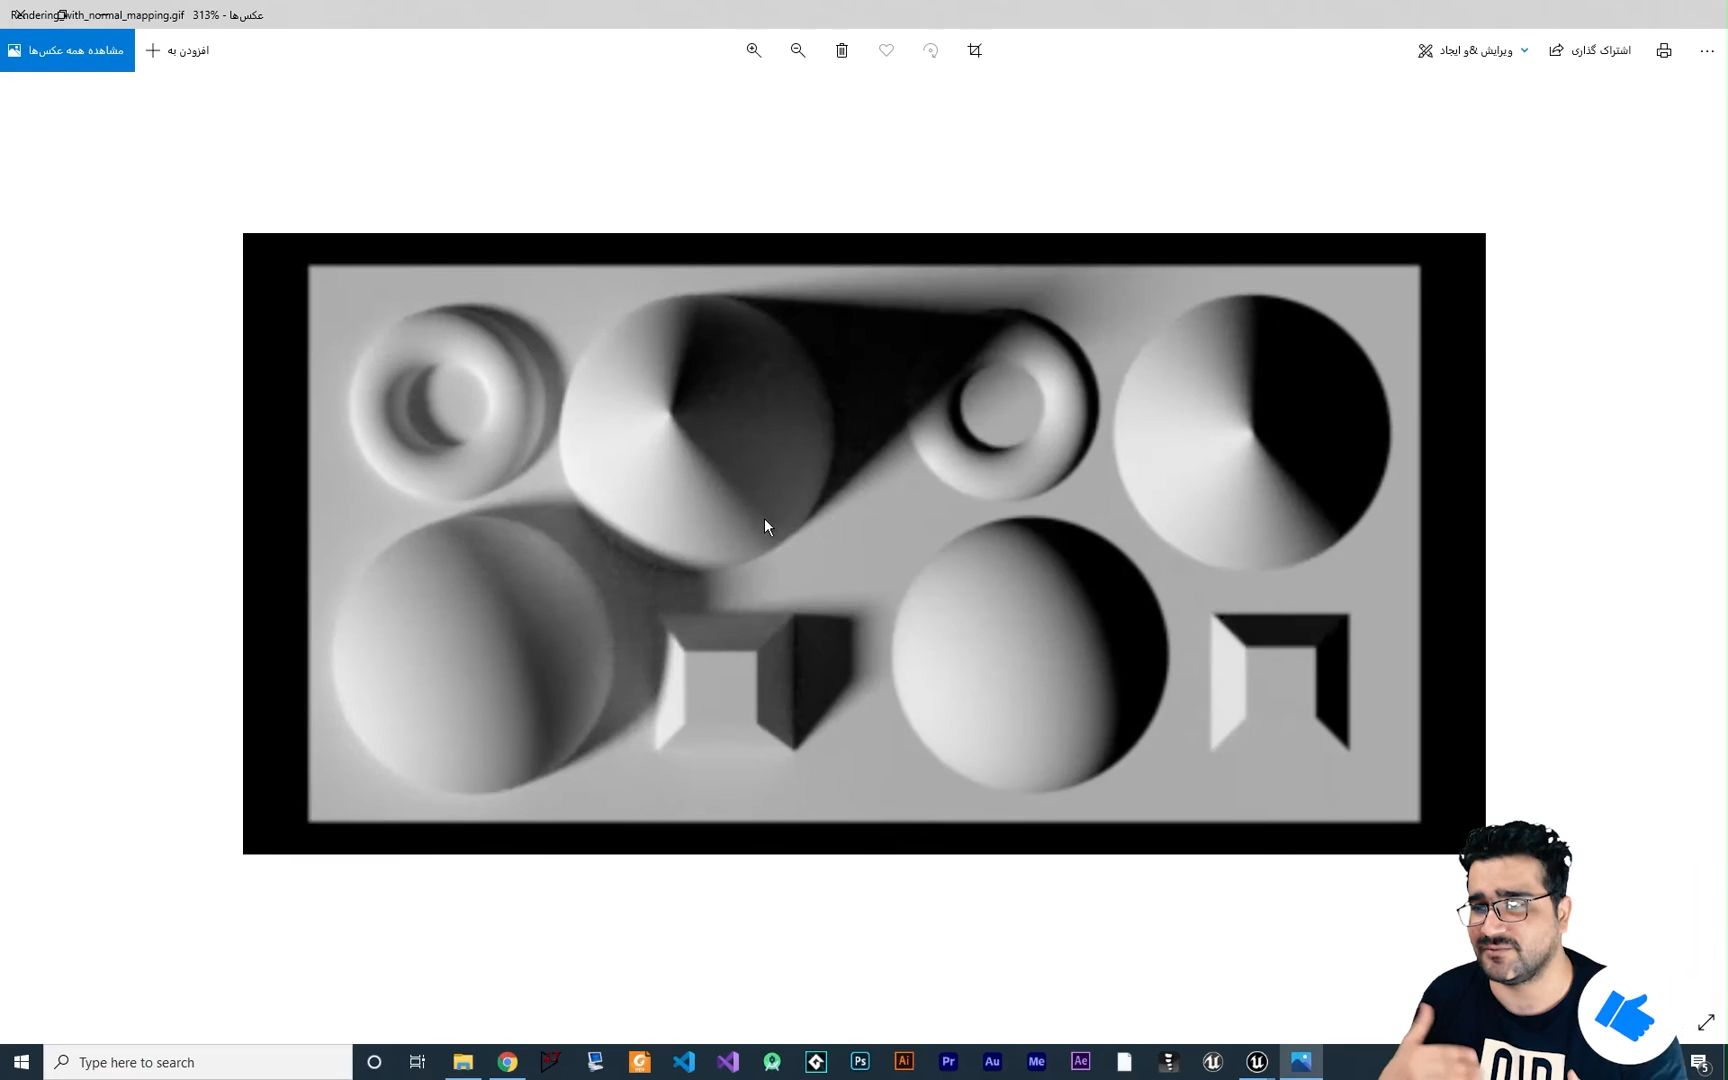 Rendering_with_normal_mapping.gif 313% - عکس‌ها
مشاهده همه عکس‌ها
افزودن به
ویرایش &و ایجاد
اشتراک گذاری
Type here to search
Ps
Ai
Pr
Au
Me
Ae
5